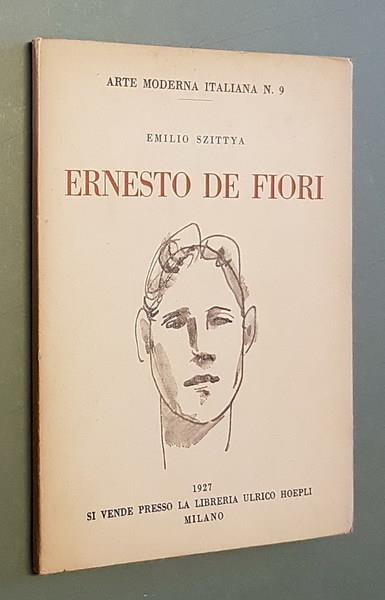 ARTE MODERNA ITALIANA N. 9
EMILIO SZITTYA
ERNESTO DE FIORI
1927
SI VENDE PRESSO LA LIBRERIA ULRICO HOEPLI
MILANO